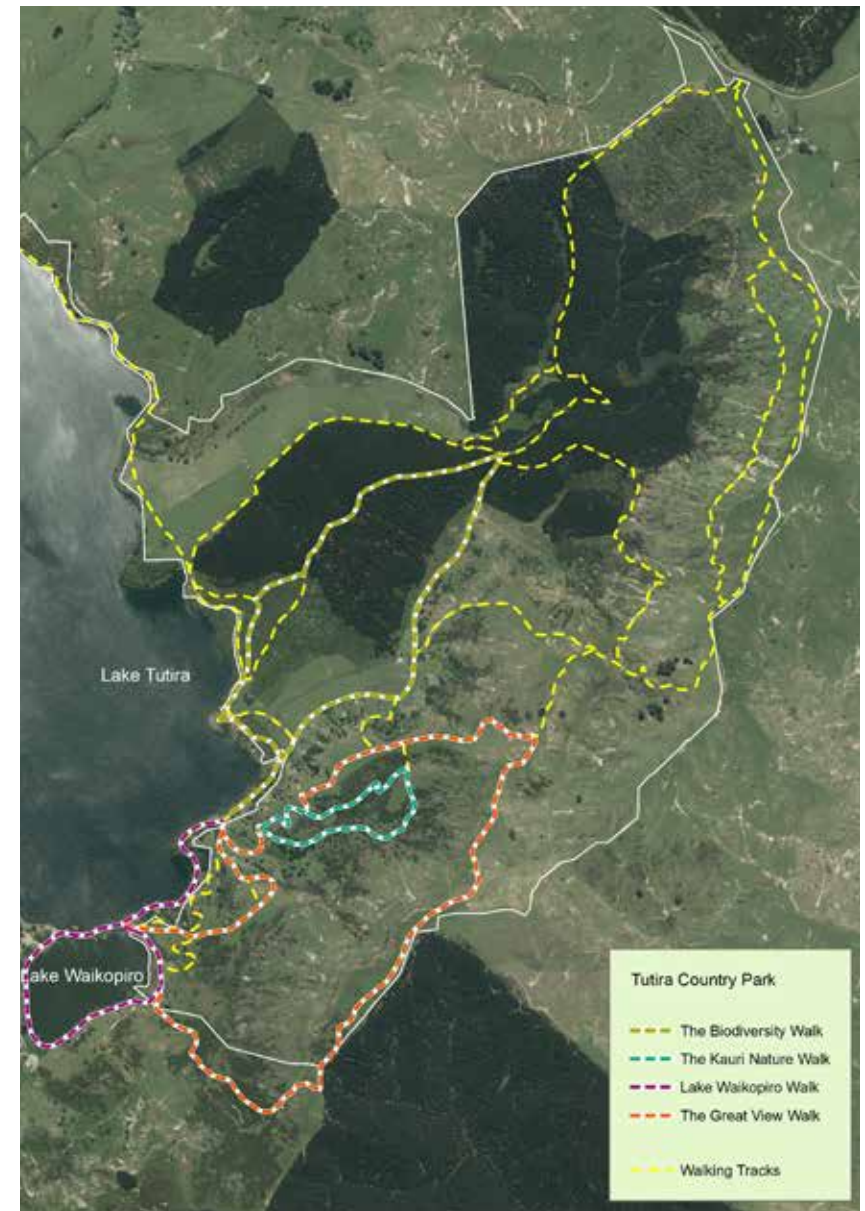 Lake Tutira
ake Waikopiro
Tutira Country Park
The Biodiversity Walk
The Kauri Nature Walk
Lake Waikopiro Walk
The Great View Walk
Walking Tracks